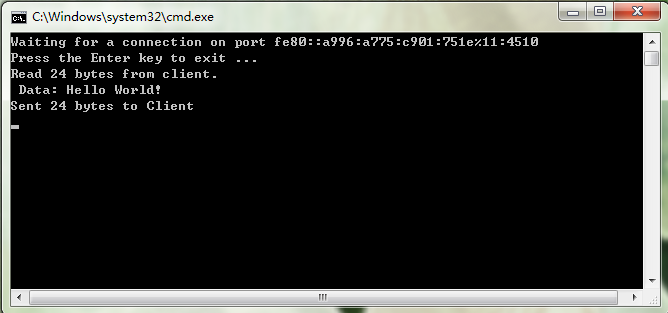 C:\Windows\system32\cmd.exe
Waiting for a connection on port fe80::a996:a775:c901:751e%11:4510
Press the Enter key to exit ...
Read 24 bytes from client.
Data: Hello World!
Sent 24 bytes to Client